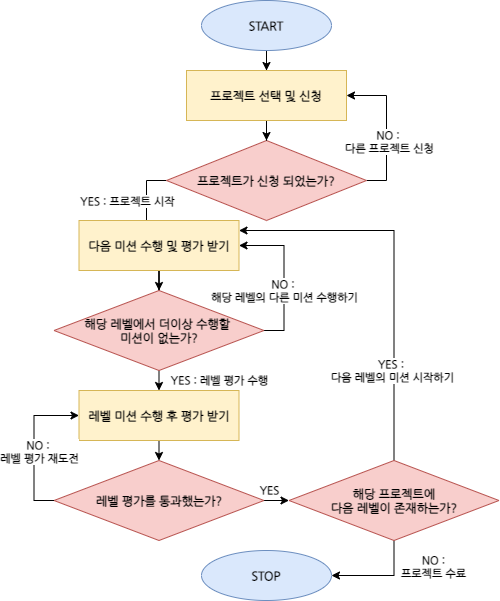 START
프로젝트 선택 및 신청
NO :
다른 프로젝트 신청
프로젝트가 신청 되었는가?
YES : 프로젝트 시작
다음 미션 수행 및 평가 받기
NO :
해당 레벨의 다른 미션 수행하기
해당 레벨에서 더이상 수행할
미션이 없는가?
YES :
다음 레벨의 미션 시작하기
YES : 레벨 평가 수행
레벨 미션 수행 후 평가 받기
NO :
레벨 평가 재도전
레벨 평가를 통과했는가?
YES
해당 프로젝트에
다음 레벨이 존재하는가?
NO :
프로젝트 수료
STOP